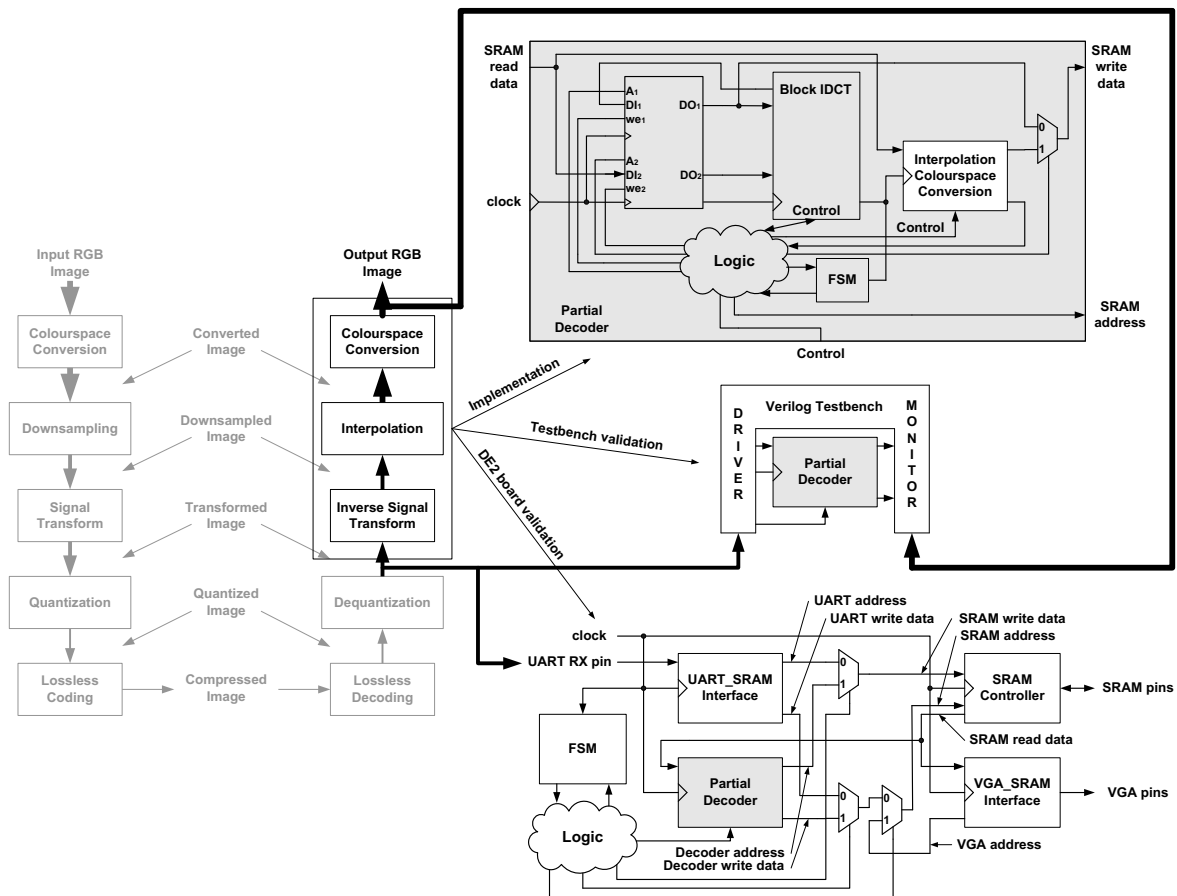 SRAM
read
data
SRAM
write
data
A1
DI1
we1
A2
DI2
we2
DO1
DO2
Block IDCT
Control
0
1
Interpolation
Colourspace
Conversion
Control
clock
Logic
FSM
Partial
Decoder
SRAM
address
Control
Input RGB
Image
Output RGB
Image
Colourspace
Conversion
Converted
Image
Colourspace
Conversion
Downsampling
Downsampled
Image
Interpolation
Signal
Transform
Transformed
Image
Inverse Signal
Transform
Quantization
Quantized
Image
Dequantization
Lossless
Coding
Compressed
Image
Lossless
Decoding
Implementation
Testbench validation
DE2 board validation
DRIVER
Verilog Testbench
MONITOR
Partial
Decoder
clock
UART RX pin
UART address
UART write data
SRAM write data
SRAM address
UART_SRAM
Interface
0
1
SRAM
Controller
SRAM pins
SRAM read data
FSM
Partial
Decoder
0
1
0
1
VGA_SRAM
Interface
VGA pins
Logic
Decoder address
Decoder write data
VGA address